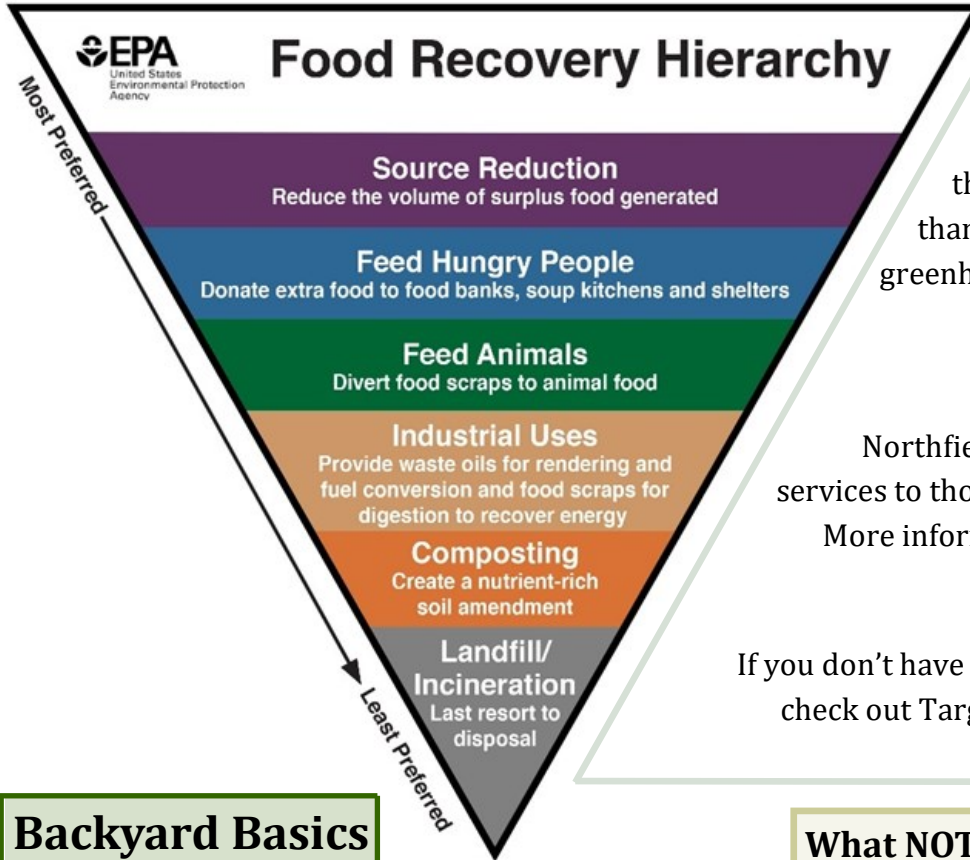 EPA
United States
Environmental Protection
Agency
Food Recovery Hierarchy
Most Preferred
Source Reduction
Reduce the volume of surplus food generated
Feed Hungry People
Donate extra food to food banks, soup kitchens and shelters
Feed Animals
Divert food scraps to animal food
Industrial Uses
Provide waste oils for rendering and
fuel conversion and food scraps for
digestion to recover energy
Composting
Create a nutrient-rich
soil amendment
Landfill/
Incineration
Last resort to
disposal
Least Preferred
th
than
greenh
Northfie
services to tho
More infor
If you don't have
check out Targ
Backyard Basics
What NOT